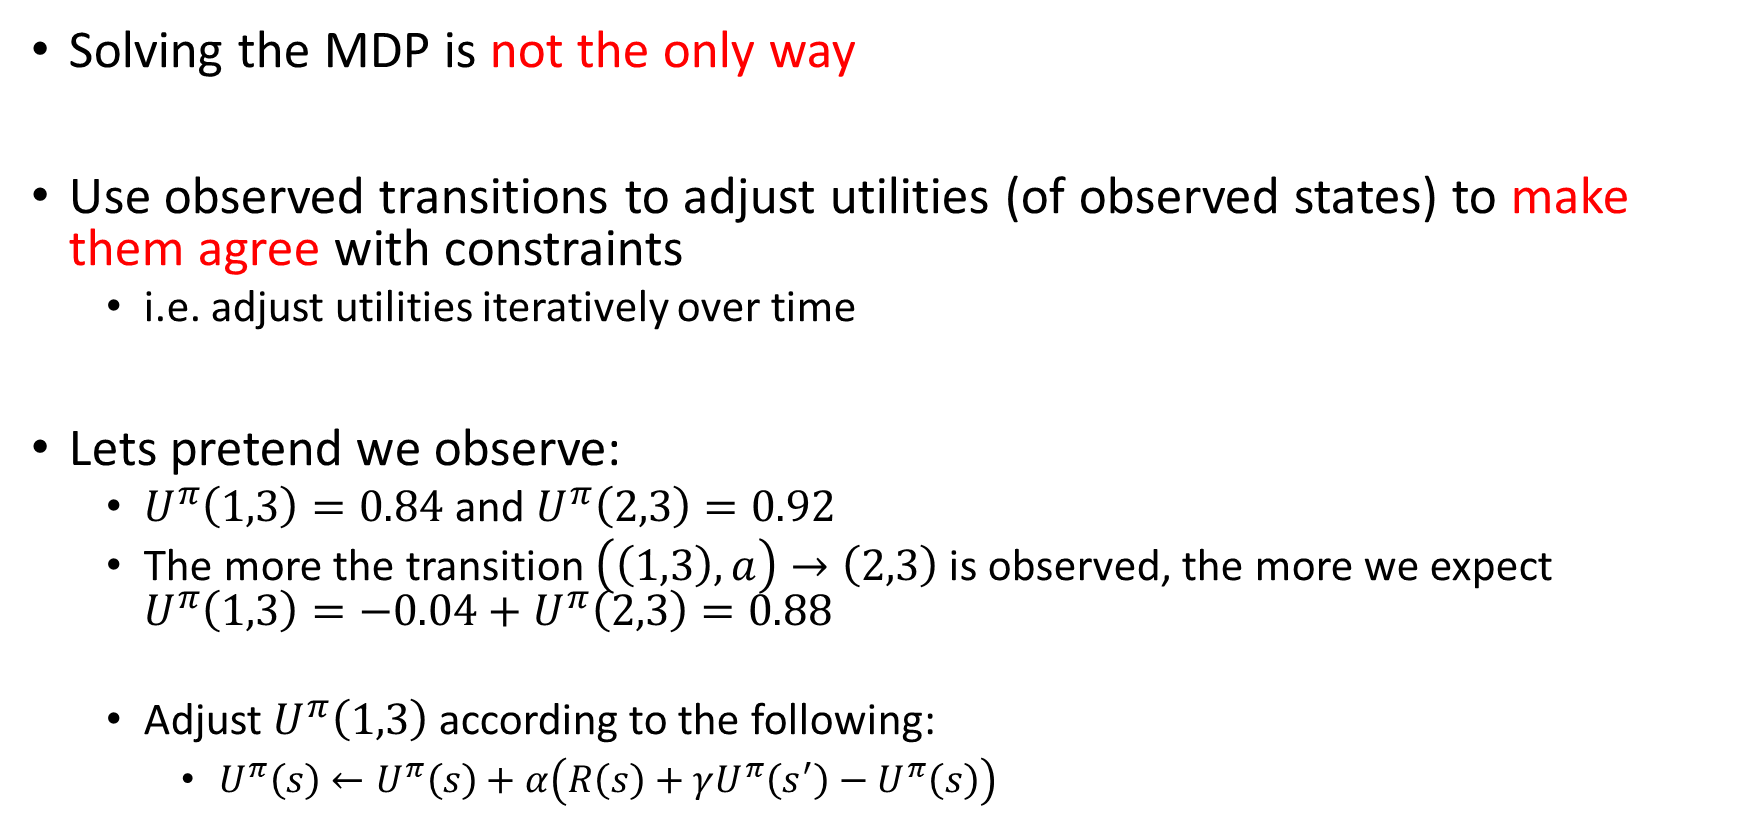 • Solving the MDP is not the only way
• Use observed transitions to adjust utilities (of observed states) to make
them agree with constraints
• i.e. adjust utilities iteratively over time
• Lets pretend we observe:
• U^π(1,3) = 0.84 and U^π(2,3) = 0.92
• The more the transition ((1,3), a) → (2,3) is observed, the more we expect
U^π(1,3) = −0.04 + U^π(2,3) = 0.88
• Adjust U^π(1,3) according to the following:
• U^π(s) ← U^π(s) + α(R(s) + γU^π(s′) − U^π(s))